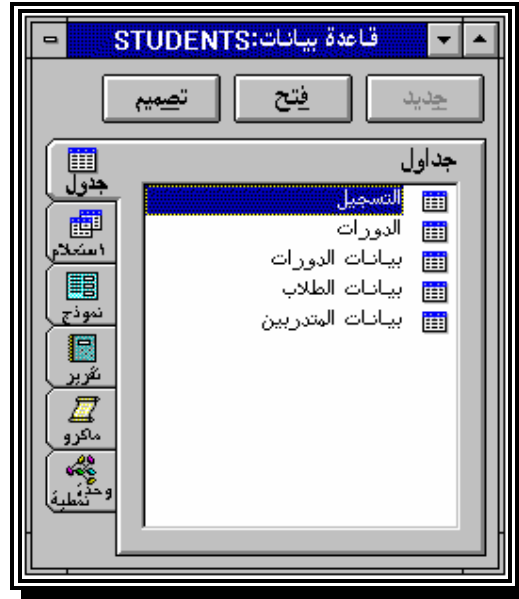 قاعدة بيانات:STUDENTS
جديد
فتح
تصميم
جداول
التسجيل
الدورات
بيانات الدورات
بيانات الطلاب
بيانات المتدربين
جدول
استعلام
نموذج
تقرير
ماكرو
وحدة نمطية